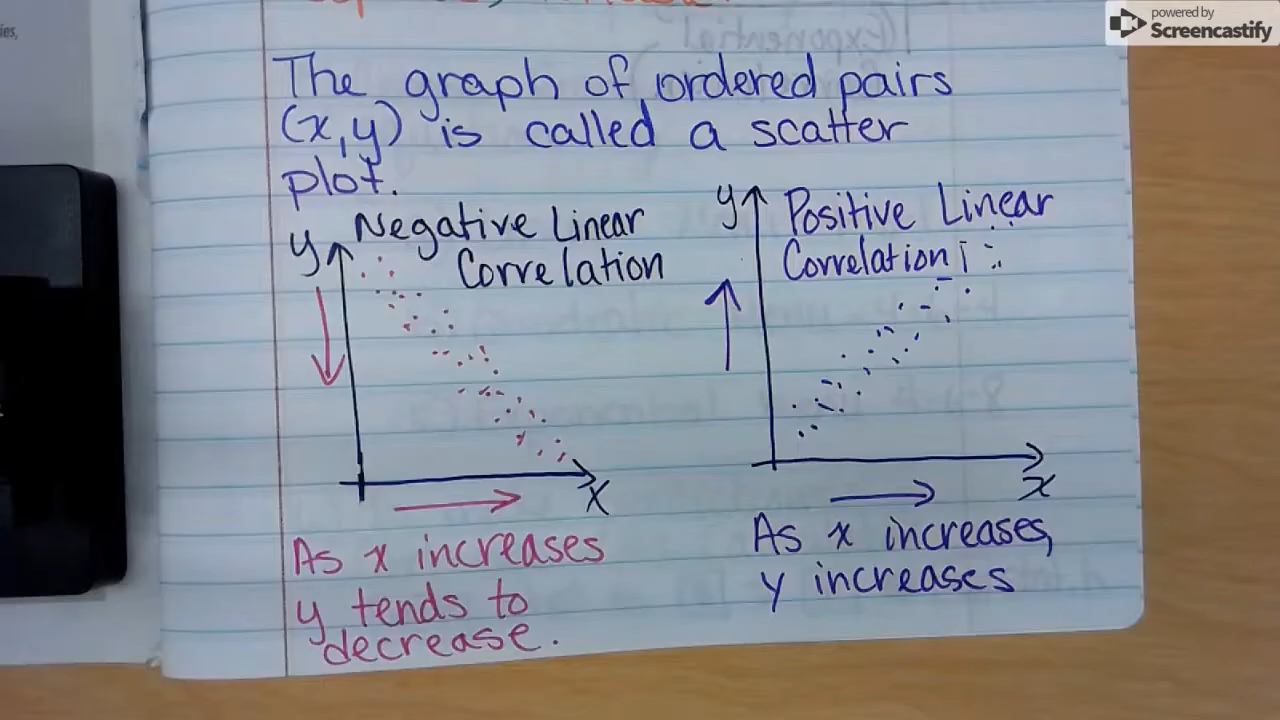 powered by
Screencastify
ies,
The graph of ordered pairs
(x,y) is called a scatter
plot.
Negative Linear
Correlation
y
x
As x increases
y tends to
decrease.
y
Positive Linear
Correlation
x
As x increases,
y increases